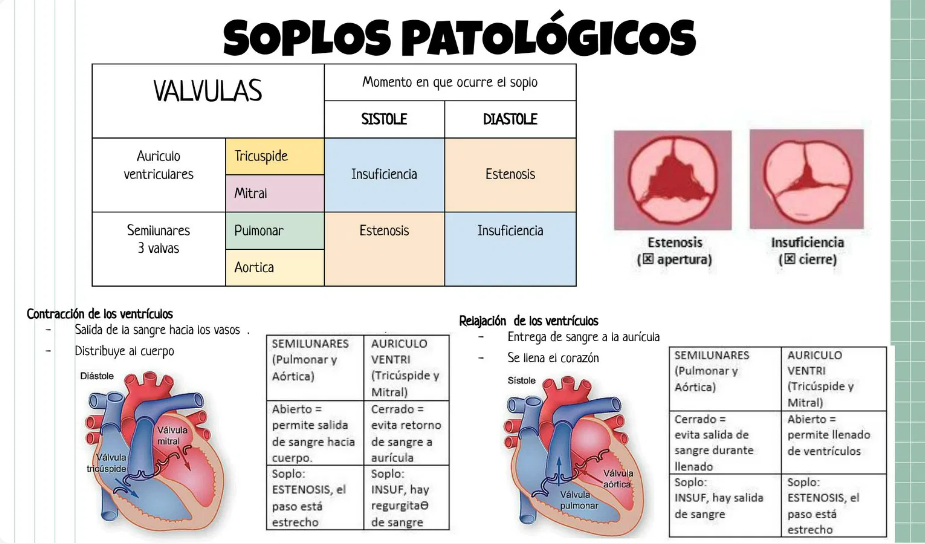 SOPLOS PATOLÓGICOS
VALVULAS
Momento en que ocurre el soplo
SISTOLE
DIASTOLE
Auriculo
ventriculares
Tricuspide
Mitral
Insuficiencia
Estenosis
Semilunares
3 valvas
Pulmonar
Aortica
Estenosis
Insuficiencia
Estenosis
(☒ apertura)
Insuficiencia
(☒ cierre)
Contracción de los ventrículos
- Salida de la sangre hacia los vasos .
- Distribuye al cuerpo
Diástole
Válvula
mitral
Válvula
tricúspide
SEMILUNARES
(Pulmonar y
Aórtica)
AURICULO
VENTRI
(Tricúspide y
Mitral)
Abierto =
permite salida
de sangre hacia
cuerpo.
Cerrado =
evita retorno
de sangre a
aurícula
Soplo:
ESTENOSIS, el
paso está
estrecho
Soplo:
INSUF, hay
regurgitaϴ
de sangre
Relajación de los ventrículos
- Entrega de sangre a la aurícula
- Se llena el corazón
Sístole
Válvula
aórtica
Válvula
pulmonar
SEMILUNARES
(Pulmonar y
Aórtica)
AURICULO
VENTRI
(Tricúspide y
Mitral)
Cerrado =
evita salida de
sangre durante
llenado
Abierto =
permite llenado
de ventrículos
Soplo:
INSUF, hay salida
de sangre
Soplo:
ESTENOSIS, el
paso está
estrecho